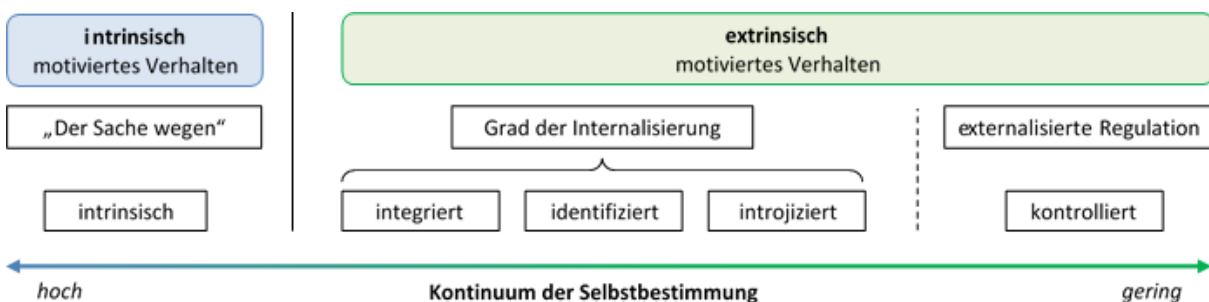 intrinsisch
motiviertes Verhalten
extrinsisch
motiviertes Verhalten
„Der Sache wegen“
Grad der Internalisierung
externalisierte Regulation
intrinsisch
integriert
identifiziert
introjiziert
kontrolliert
hoch
Kontinuum der Selbstbestimmung
gering